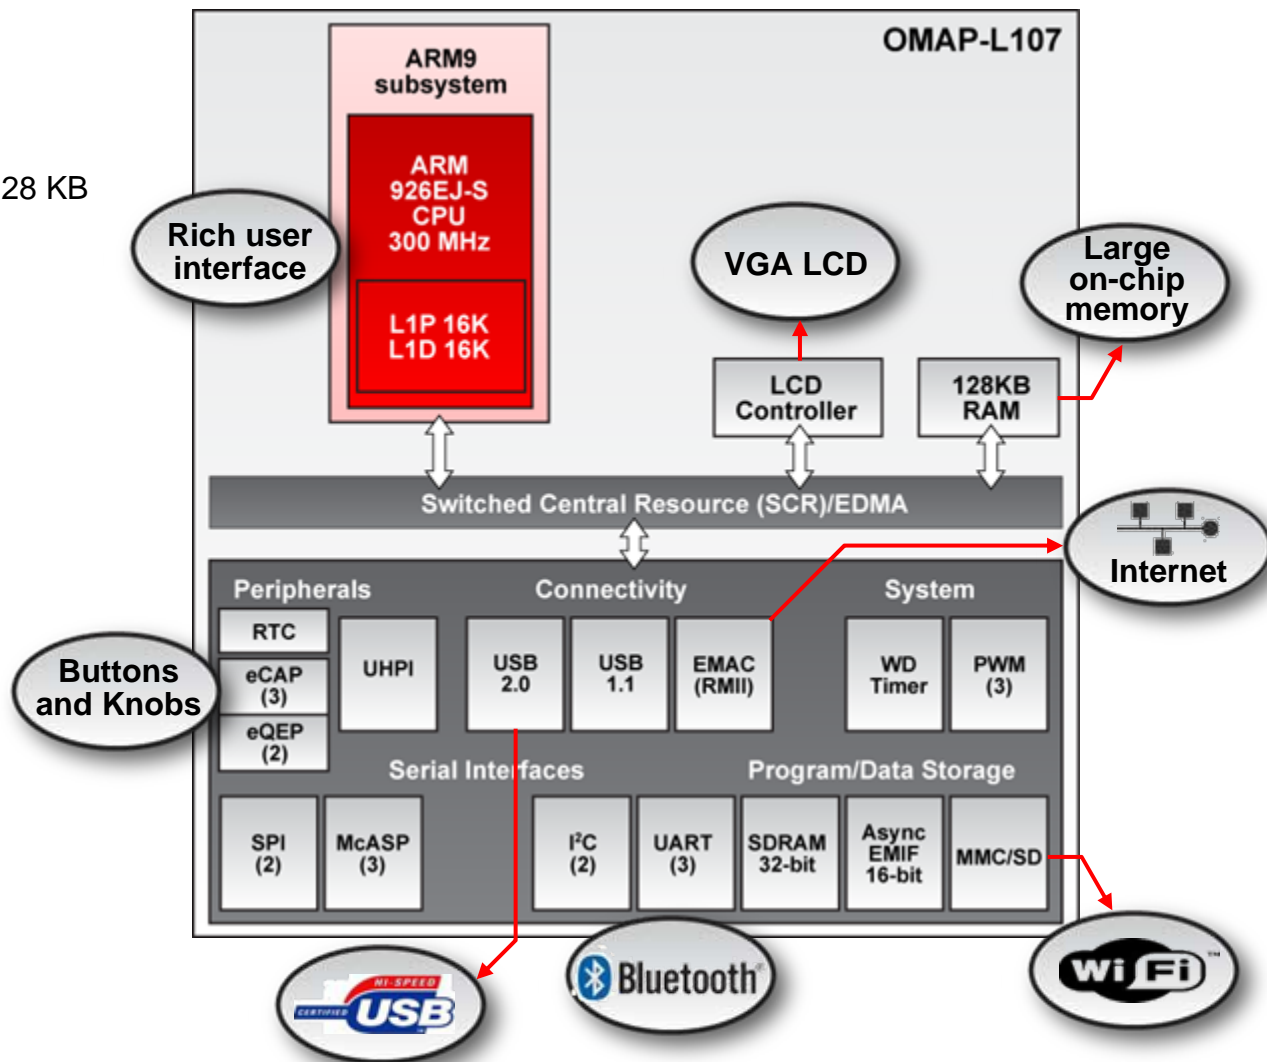 OMAP-L107
ARM9
subsystem
ARM
926EJ-S
CPU
300 MHz
L1P 16K
L1D 16K
28 KB
Rich user
interface
VGA LCD
Large
on-chip
memory
LCD
Controller
128KB
RAM
Switched Central Resource (SCR)/EDMA
Internet
Peripherals
Connectivity
System
RTC
eCAP
(3)
eQEP
(2)
UHPI
USB
2.0
USB
1.1
EMAC
(RMII)
WD
Timer
PWM
(3)
Buttons
and Knobs
Serial Interfaces
Program/Data Storage
SPI
(2)
McASP
(3)
I²C
(2)
UART
(3)
SDRAM
32-bit
Async
EMIF
16-bit
MMC/SD
HI-SPEED
CERTIFIED USB
Bluetooth®
Wi Fi™